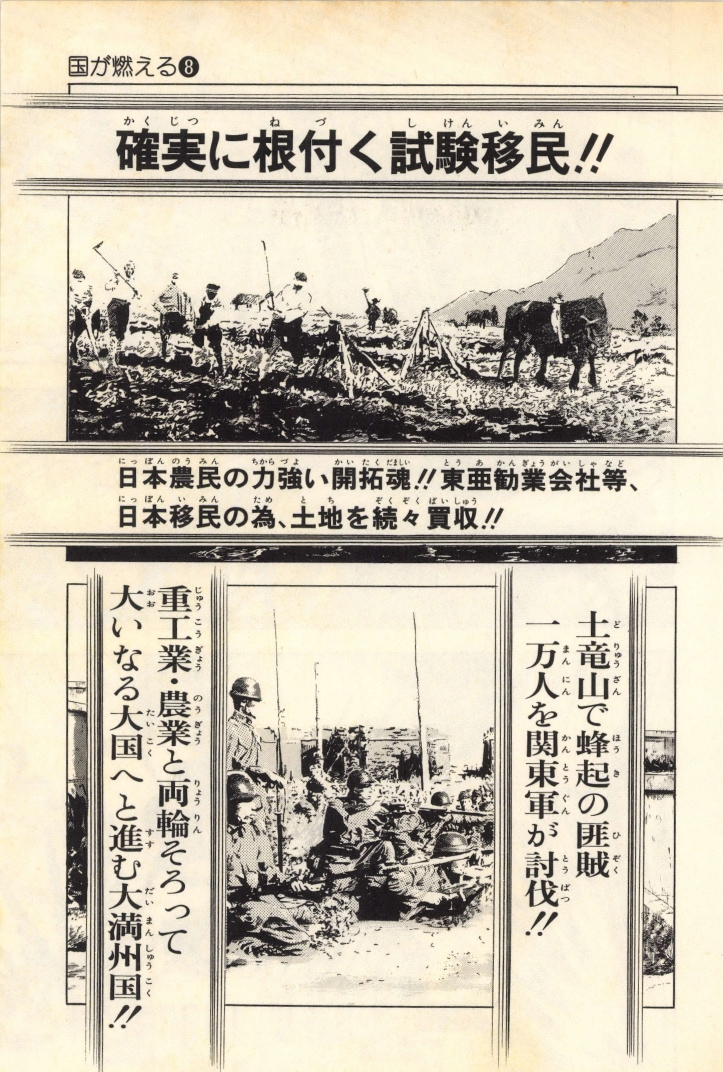 国が燃える❽
確実に根付く試験移民!!
日本農民の力強い開拓魂!!東亜勧業会社等、
日本移民の為、土地を続々買収!!
土竜山で蜂起の匪賊
一万人を関東軍が討伐!!
重工業・農業と両輪そろって
大いなる大国へと進む大満州国!!